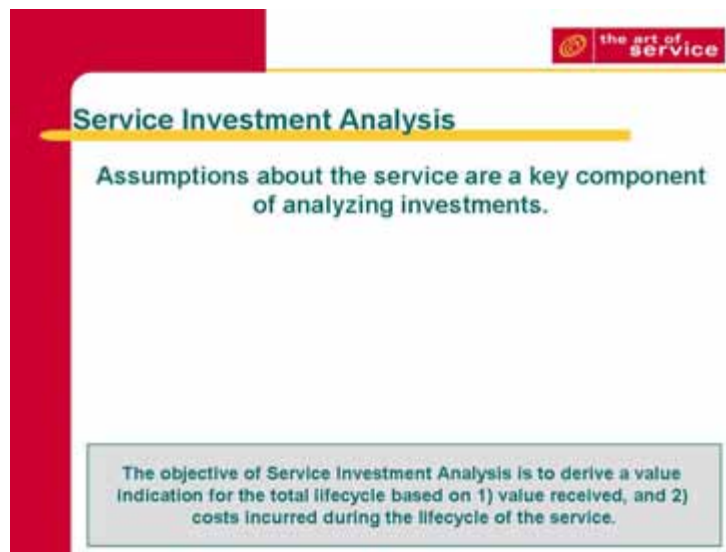 the art of
service
Service Investment Analysis
Assumptions about the service are a key component
of analyzing investments.
The objective of Service Investment Analysis is to derive a value
indication for the total lifecycle based on 1) value received, and 2)
costs incurred during the lifecycle of the service.